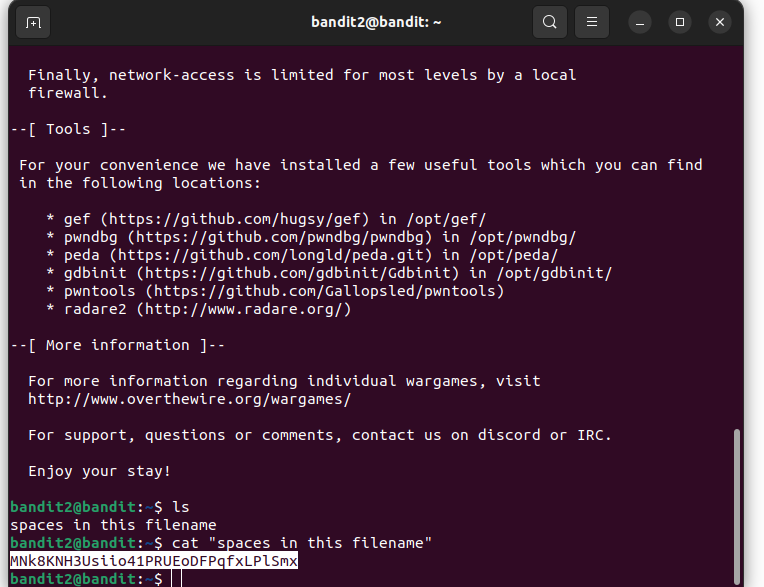 bandit2@bandit: ~
Finally, network-access is limited for most levels by a local
firewall.
--[ Tools ]--
For your convenience we have installed a few useful tools which you can find
in the following locations:
* gef (https://github.com/hugsy/gef) in /opt/gef/
* pwndbg (https://github.com/pwndbg/pwndbg) in /opt/pwndbg/
* peda (https://github.com/longld/peda.git) in /opt/peda/
* gdbinit (https://github.com/gdbinit/Gdbinit) in /opt/gdbinit/
* pwntools (https://github.com/Gallopsled/pwntools)
* radare2 (http://www.radare.org/)
--[ More information ]--
For more information regarding individual wargames, visit
http://www.overthewire.org/wargames/
For support, questions or comments, contact us on discord or IRC.
Enjoy your stay!
bandit2@bandit:~$ ls
spaces in this filename
bandit2@bandit:~$ cat "spaces in this filename"
MNk8KNH3Usiio41PRUEoDFPqfxLPlSmx
bandit2@bandit:~$